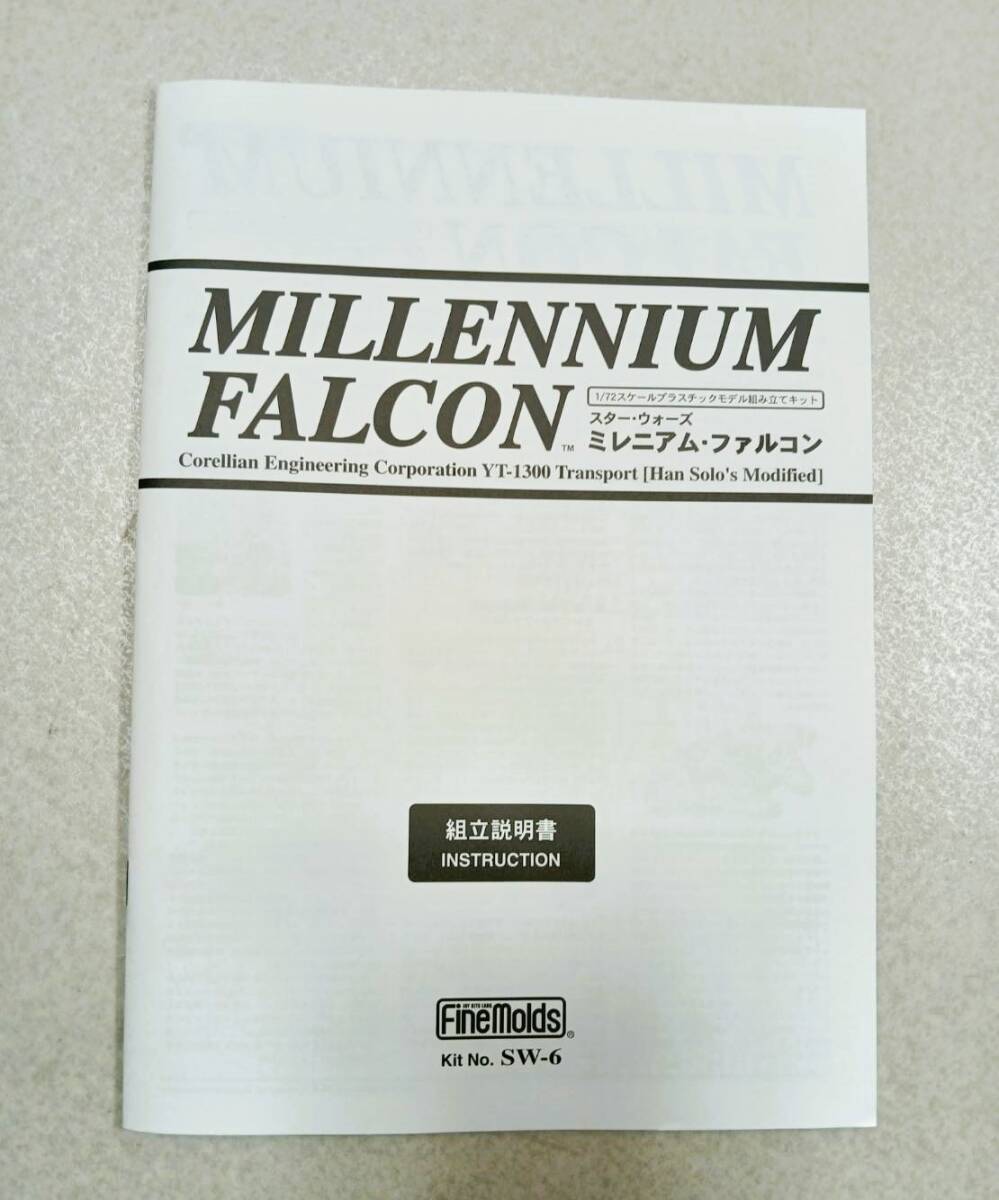 MILLENNIUM
FALCON™
1/72スケールプラスチックモデル組み立てキット
スター・ウォーズ
ミレニアム・ファルコン
Corellian Engineering Corporation YT-1300 Transport [Han Solo's Modified]
組立説明書
INSTRUCTION
FineMolds®
Kit No. SW-6